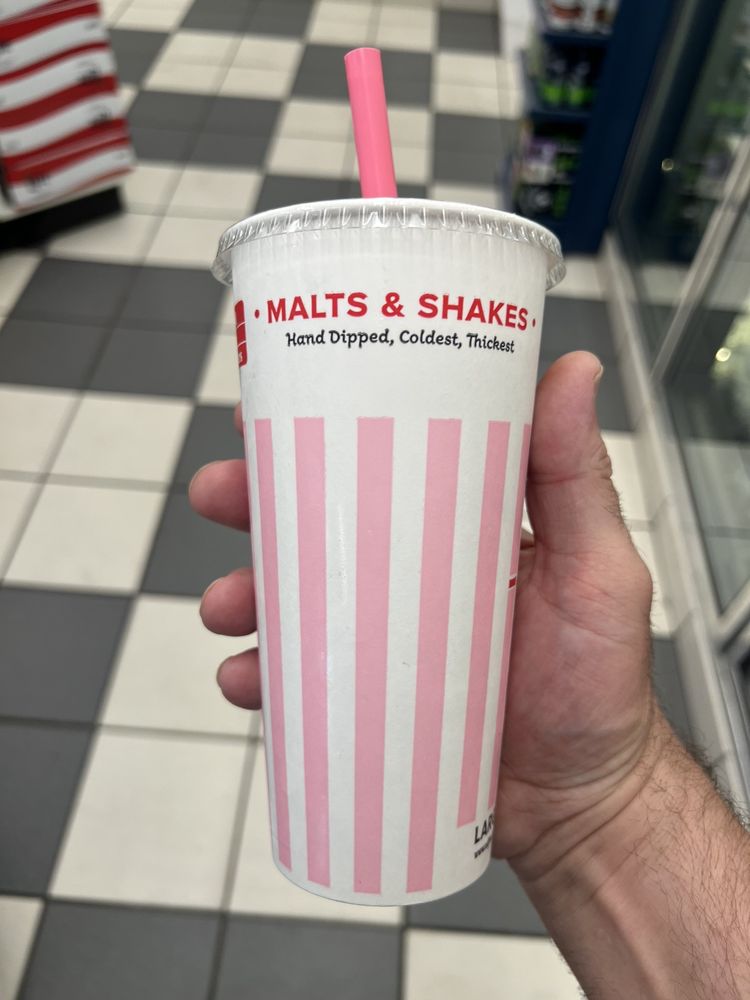 • MALTS & SHAKES •
Hand Dipped, Coldest, Thickest